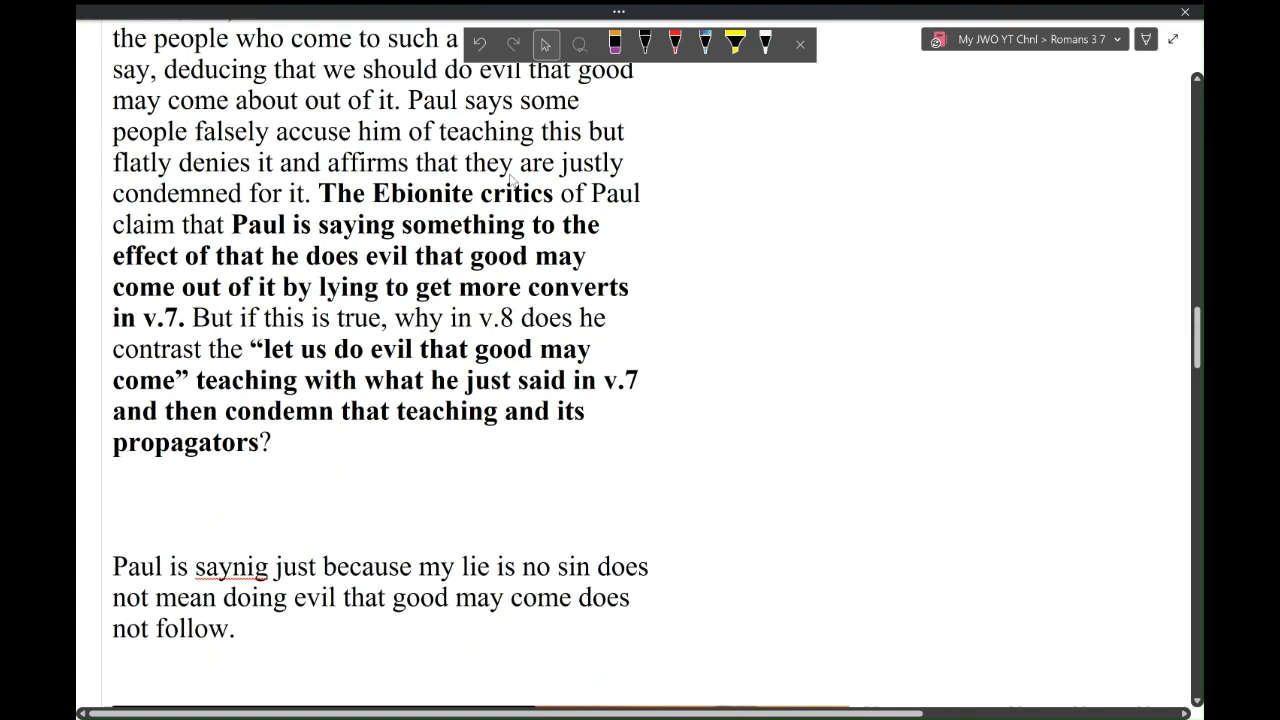 My JWO YT Chnl > Romans 3 7
the people who come to such a
say, deducing that we should do evil that good
may come about out of it. Paul says some
people falsely accuse him of teaching this but
flatly denies it and affirms that they are justly
condemned for it. The Ebionite critics of Paul
claim that Paul is saying something to the
effect of that he does evil that good may
come out of it by lying to get more converts
in v.7. But if this is true, why in v.8 does he
contrast the “let us do evil that good may
come” teaching with what he just said in v.7
and then condemn that teaching and its
propagators?
Paul is saynig just because my lie is no sin does
not mean doing evil that good may come does
not follow.